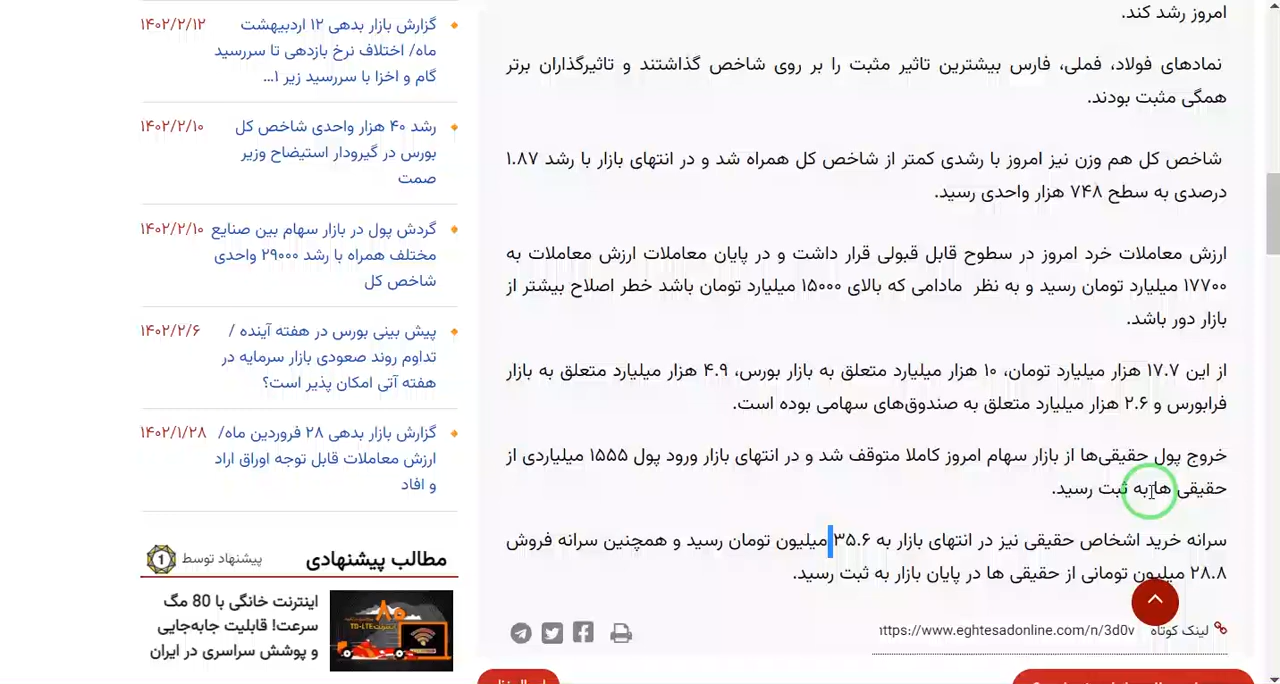 امروز رشد کند.
نمادهای فولاد، فملی، فارس بیشترین تاثیر مثبت را بر روی شاخص گذاشتند و تاثیرگذاران برتر
همگی مثبت بودند.
شاخص کل هم وزن نیز امروز با رشدی کمتر از شاخص کل همراه شد و در انتهای بازار با رشد ۱.۸۷
درصدی به سطح ۷۴۸ هزار واحدی رسید.
ارزش معاملات خرد امروز در سطوح قابل قبولی قرار داشت و در پایان معاملات ارزش معاملات به
۱۷۷۰۰ میلیارد تومان رسید و به نظر مادامی که بالای ۱۵۰۰۰ میلیارد تومان باشد خطر اصلاح بیشتر از
بازار دور باشد.
از این ۱۷.۷ هزار میلیارد تومان، ۱۰ هزار میلیارد متعلق به بازار بورس، ۴.۹ هزار میلیارد متعلق به بازار
فرابورس و ۲.۶ هزار میلیارد متعلق به صندوق‌های سهامی بوده است.
خروج پول حقیقی‌ها از بازار سهام امروز کاملا متوقف شد و در انتهای بازار ورود پول ۱۵۵۵ میلیاردی از
حقیقی ها به ثبت رسید.
سرانه خرید اشخاص حقیقی نیز در انتهای بازار به ۳۵.۶ میلیون تومان رسید و همچنین سرانه فروش
۲۸.۸ میلیون تومانی از حقیقی ها در پایان بازار به ثبت رسید.
لینک کوتاه ttps://www.eghtesadonline.com/n/3d0v
گزارش بازار بدهی ۱۲ اردیبهشت ۱۴۰۲/۲/۱۲
ماه/ اختلاف نرخ بازدهی تا سررسید
گام و اخزا با سررسید زیر ۱...
رشد ۴۰ هزار واحدی شاخص کل ۱۴۰۲/۲/۱۰
بورس در گیرودار استیضاح وزیر
صمت
گردش پول در بازار سهام بین صنایع ۱۴۰۲/۲/۱۰
مختلف همراه با رشد ۲۹۰۰۰ واحدی
شاخص کل
پیش بینی بورس در هفته آینده / ۱۴۰۲/۲/۶
تداوم روند صعودی بازار سرمایه در
هفته آتی امکان پذیر است؟
گزارش بازار بدهی ۲۸ فروردین ماه/ ۱۴۰۲/۱/۲۸
ارزش معاملات قابل توجه اوراق اراد
و افاد
مطالب پیشنهادی پیشنهاد توسط 1
اینترنت خانگی با 80 مگ
سرعت! قابلیت جابه‌جایی
و پوشش سراسری در ایران
TD-LTE